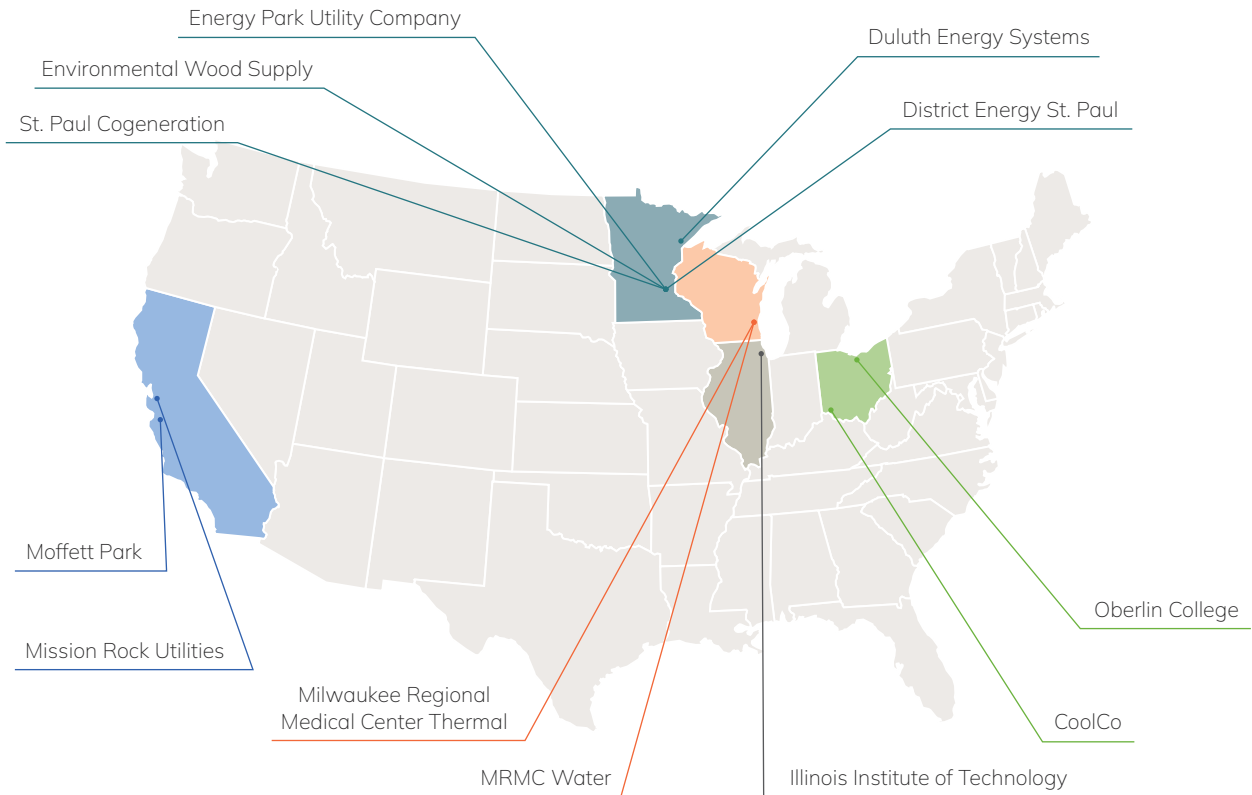 Energy Park Utility Company
Duluth Energy Systems
Environmental Wood Supply
District Energy St. Paul
St. Paul Cogeneration
Moffett Park
Oberlin College
Mission Rock Utilities
Milwaukee Regional
Medical Center Thermal
CoolCo
MRMC Water
Illinois Institute of Technology